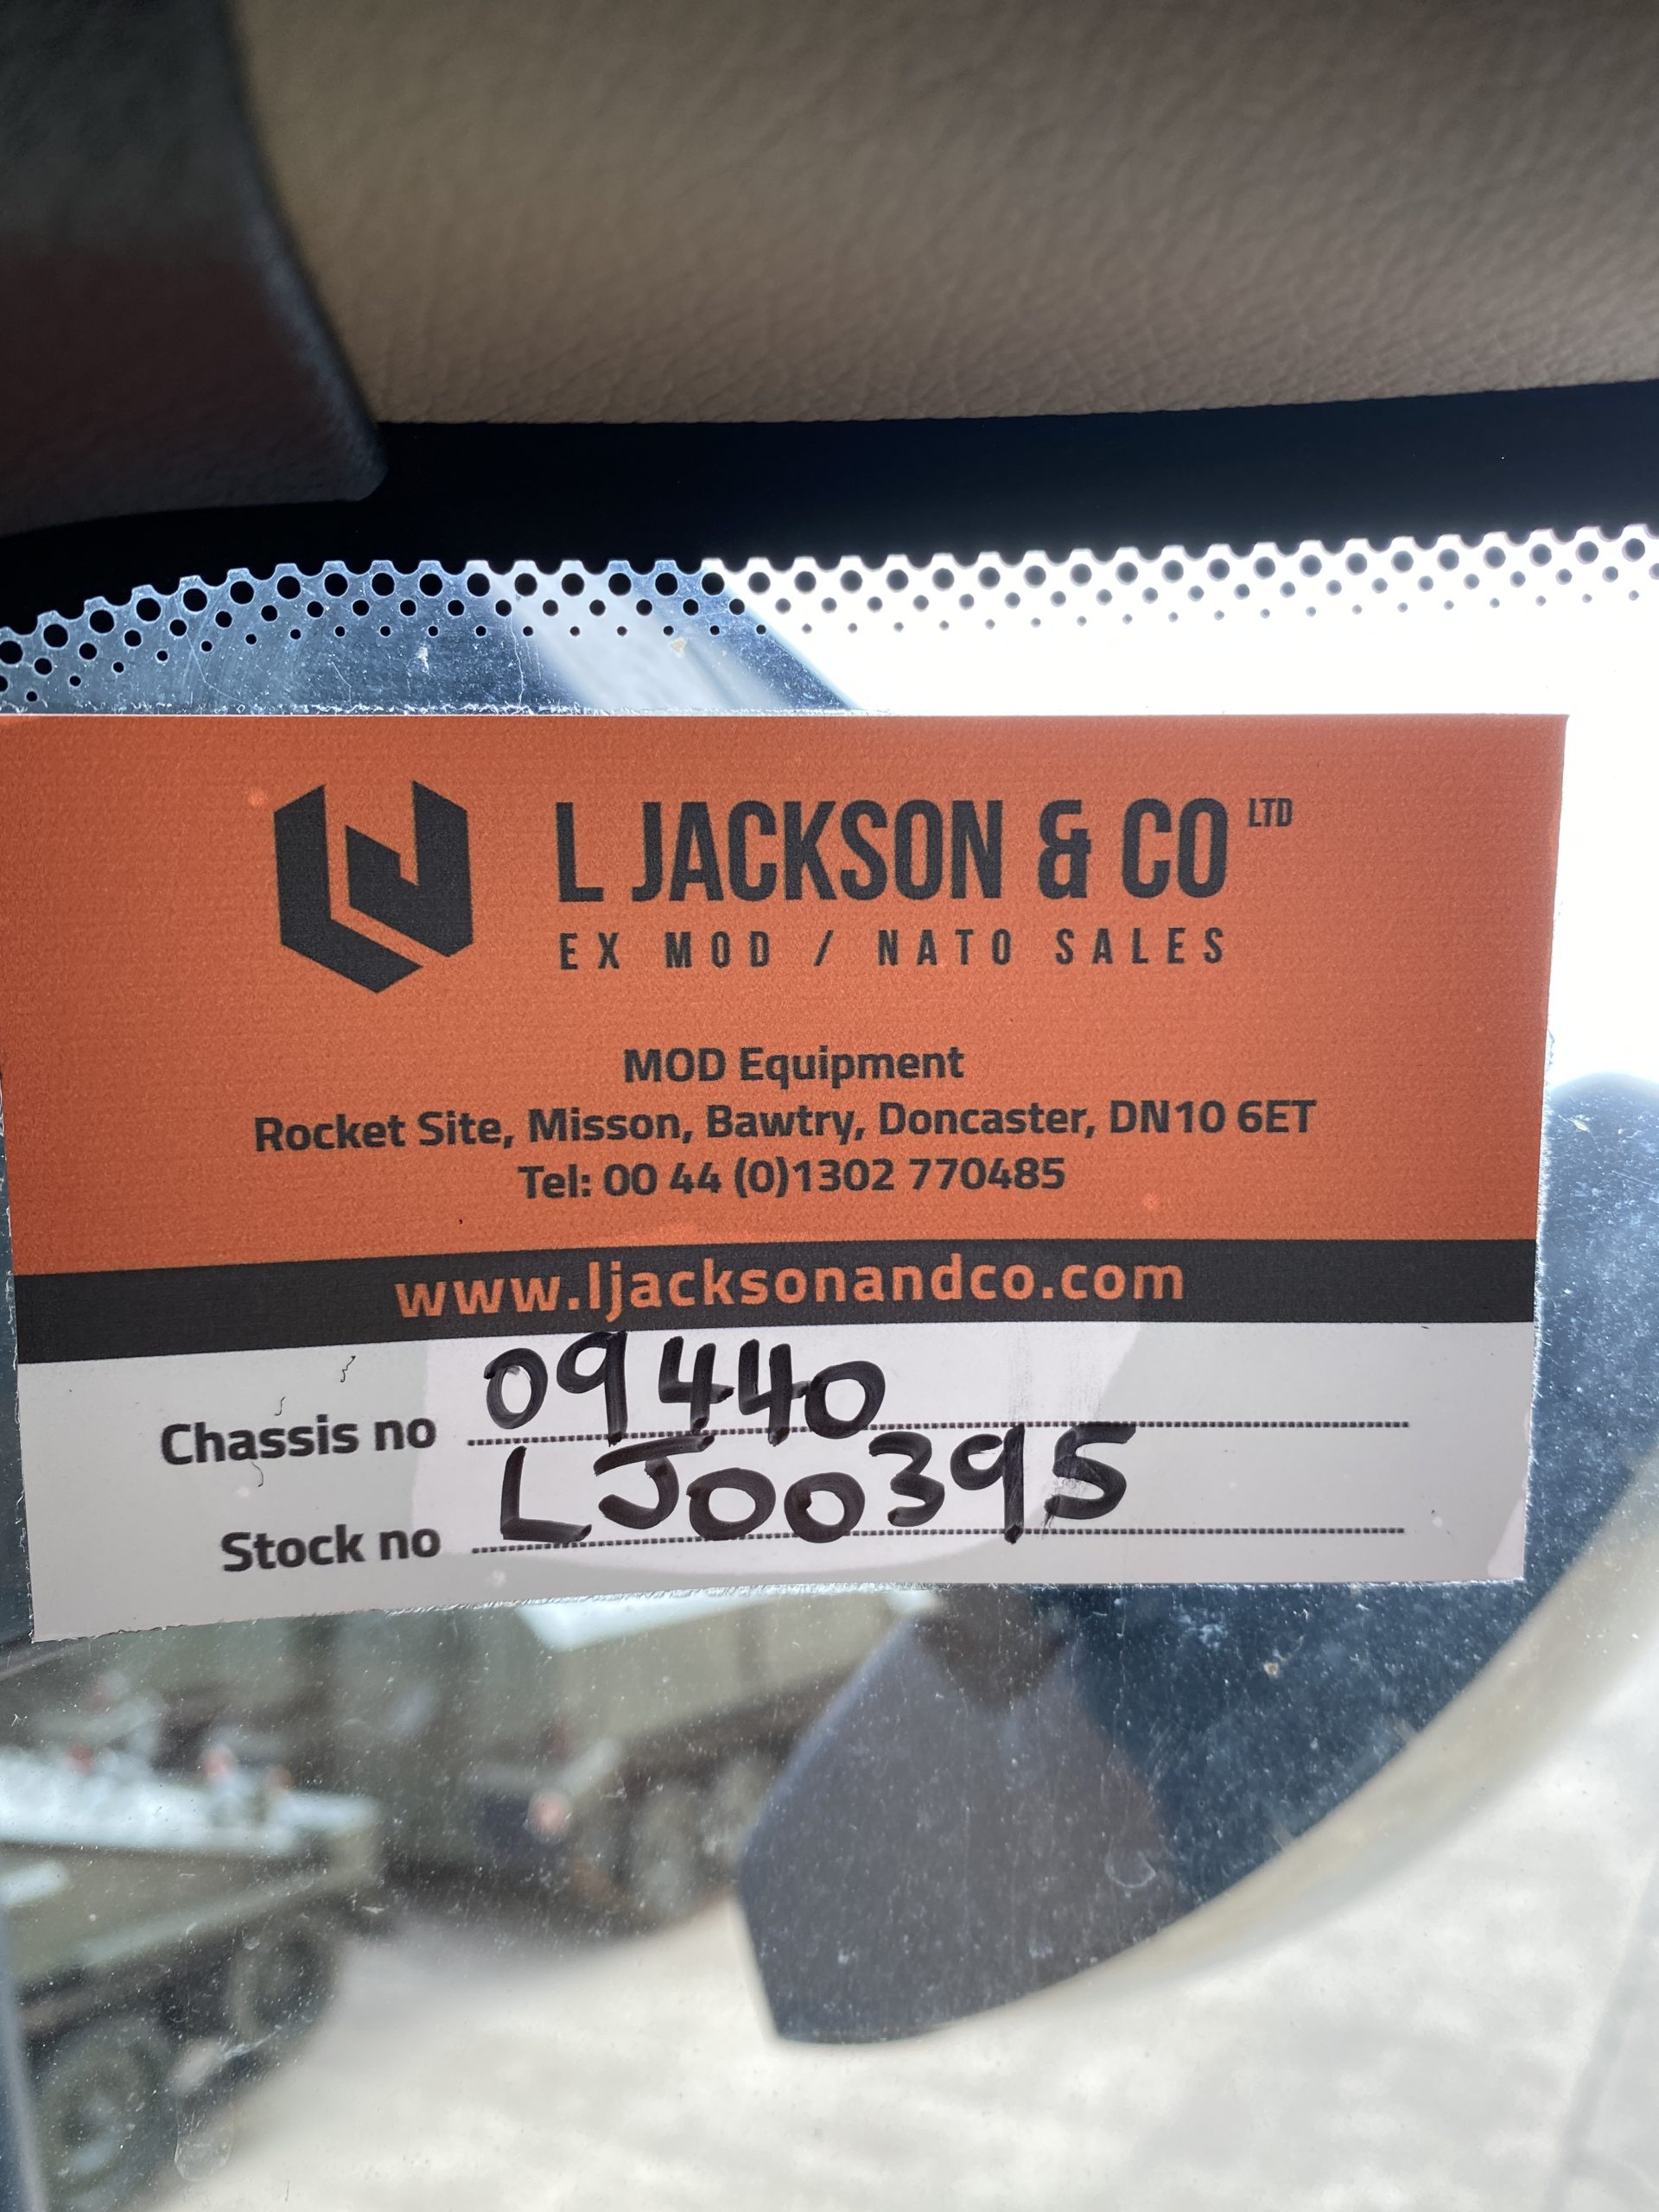 L JACKSON & CO LTD
EX MOD / NATO SALES
MOD Equipment
Rocket Site, Misson, Bawtry, Doncaster, DN10 6ET
Tel: 00 44 (0)1302 770485
www.ljacksonandco.com
Chassis no 09440
Stock no LJ00395